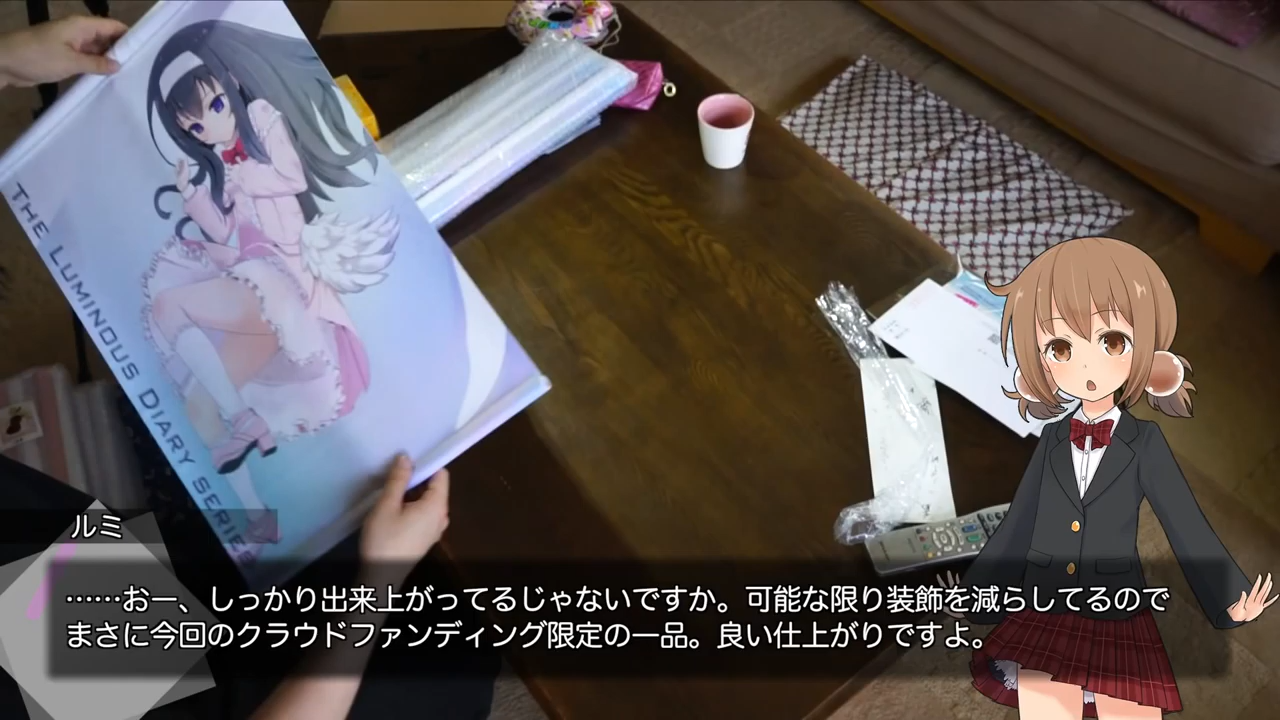 THE LUMINOUS DIARY SERIES
ルミ
……おー、しっかり出来上がってるじゃないですか。可能な限り装飾を減らしてるので
まさに今回のクラウドファンディング限定の一品。良い仕上がりですよ。